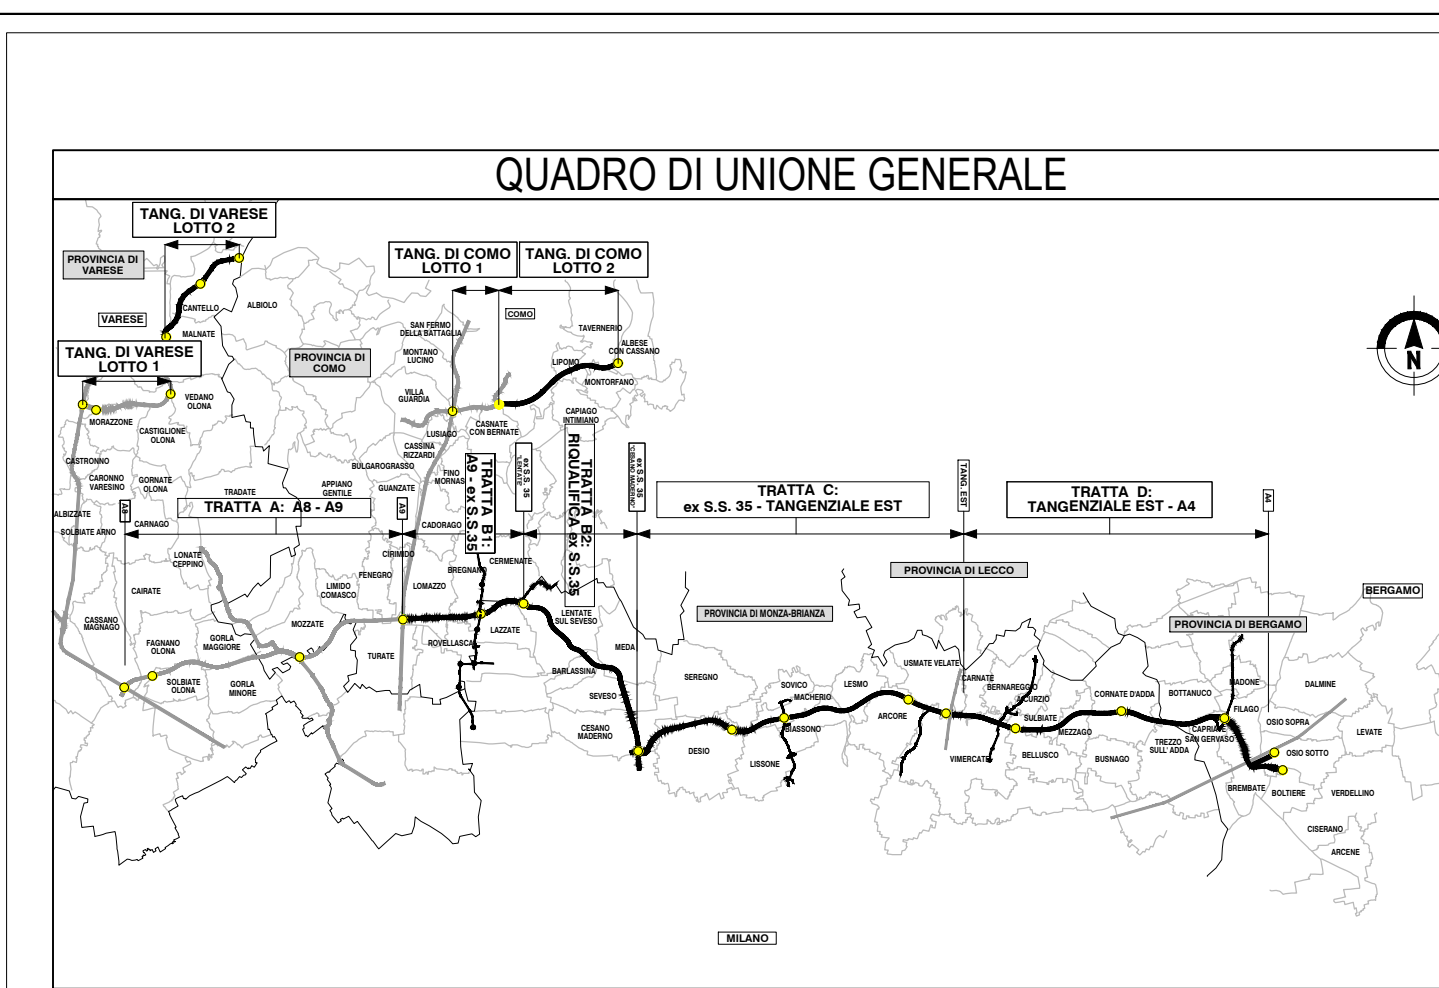 QUADRO DI UNIONE GENERALE
TANG. DI VARESE
LOTTO 2
PROVINCIA DI
VARESE
TANG. DI COMO
LOTTO 1
TANG. DI COMO
LOTTO 2
CANTELLO
ALBIOLO
VARESE
MALNATE
COMO
SAN FERMO
DELLA BATTAGLIA
TAVERNERIO
TANG. DI VARESE
LOTTO 1
PROVINCIA DI
COMO
MONTANO
LUCINO
ALBESE
CON CASSANO
LIPOMO
MONTORFANO
N
VILLA
GUARDIA
VEDANO
OLONA
MORAZZONE
CAPIAGO
INTIMIANO
CASNATE
CON BERNATE
LUSIAGO
CASTIGLIONE
OLONA
CASSINA
RIZZARDI
CASTRONNO
BULGAROGRASSO
CARONNO
VARESINO
GORNATE
OLONA
FINO
MORNAS
APPIANO
GENTILE
GUANZATE
TRADATE
TRATTA A: A8 - A9
A8
A9
TRATTA B1:
A9 - ex S.S.35
ex S.S. 35
"LENTATE"
TRATTA B2:
RIQUALIFICA ex S.S.35
ex S.S. 35
"CESANO MADERNO"
TRATTA C:
ex S.S. 35 - TANGENZIALE EST
TANG. EST
TRATTA D:
TANGENZIALE EST - A4
A4
ALBIZZATE
CARNAGO
SOLBIATE ARNO
CADORAGO
LONATE
CEPPINO
CIRIMIDO
CERMENATE
BREGNANO
FENEGRO
LOMAZZO
LIMIDO
COMASCO
CAIRATE
PROVINCIA DI LECCO
PROVINCIA DI MONZA-BRIANZA
BERGAMO
PROVINCIA DI BERGAMO
CASSANO
MAGNAGO
MOZZATE
LENTATE
SUL SEVESO
LAZZATE
ROVELLASCA
FAGNANO
OLONA
GORLA
MAGGIORE
TURATE
MEDA
BARLASSINA
SOLBIATE
OLONA
GORLA
MINORE
SEVESO
SEREGNO
SOVICO
MACHERIO
LESMO
USMATE VELATE
CARNATE
BERNAREGGIO
AICURZIO
CORNATE D'ADDA
BOTTANUCO
MADONE
DALMINE
FILAGO
CESANO
MADERNO
DESIO
BIASSONO
ARCORE
SULBIATE
MEZZAGO
CAPRIATE
SAN GERVASO
OSIO SOPRA
LEVATE
LISSONE
VIMERCATE
BELLUSCO
BUSNAGO
TREZZO
SULL' ADDA
OSIO SOTTO
BREMBATE
BOLTIERE
VERDELLINO
CISERANO
ARCENE
MILANO